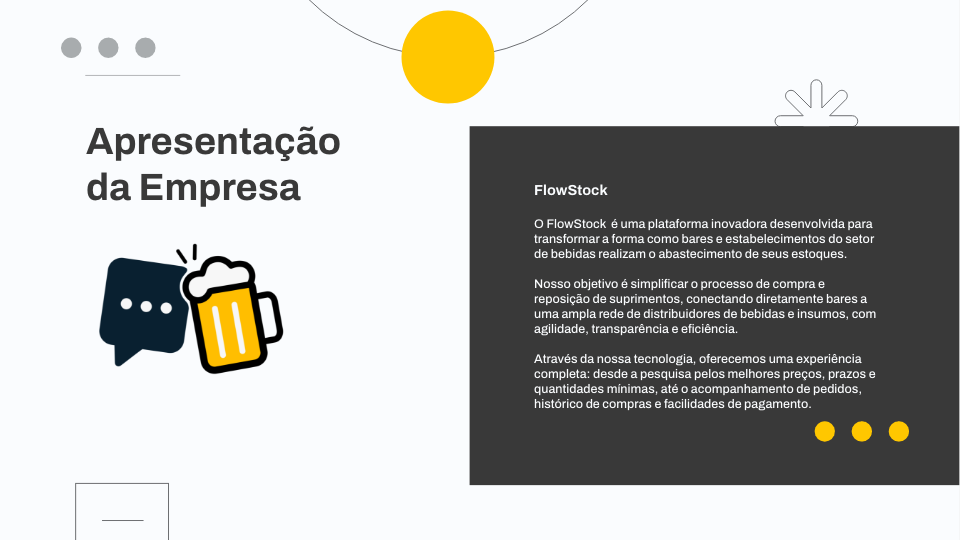 Apresentação
da Empresa
FlowStock
O FlowStock é uma plataforma inovadora desenvolvida para
transformar a forma como bares e estabelecimentos do setor
de bebidas realizam o abastecimento de seus estoques.
Nosso objetivo é simplificar o processo de compra e
reposição de suprimentos, conectando diretamente bares a
uma ampla rede de distribuidores de bebidas e insumos, com
agilidade, transparência e eficiência.
Através da nossa tecnologia, oferecemos uma experiência
completa: desde a pesquisa pelos melhores preços, prazos e
quantidades mínimas, até o acompanhamento de pedidos,
histórico de compras e facilidades de pagamento.